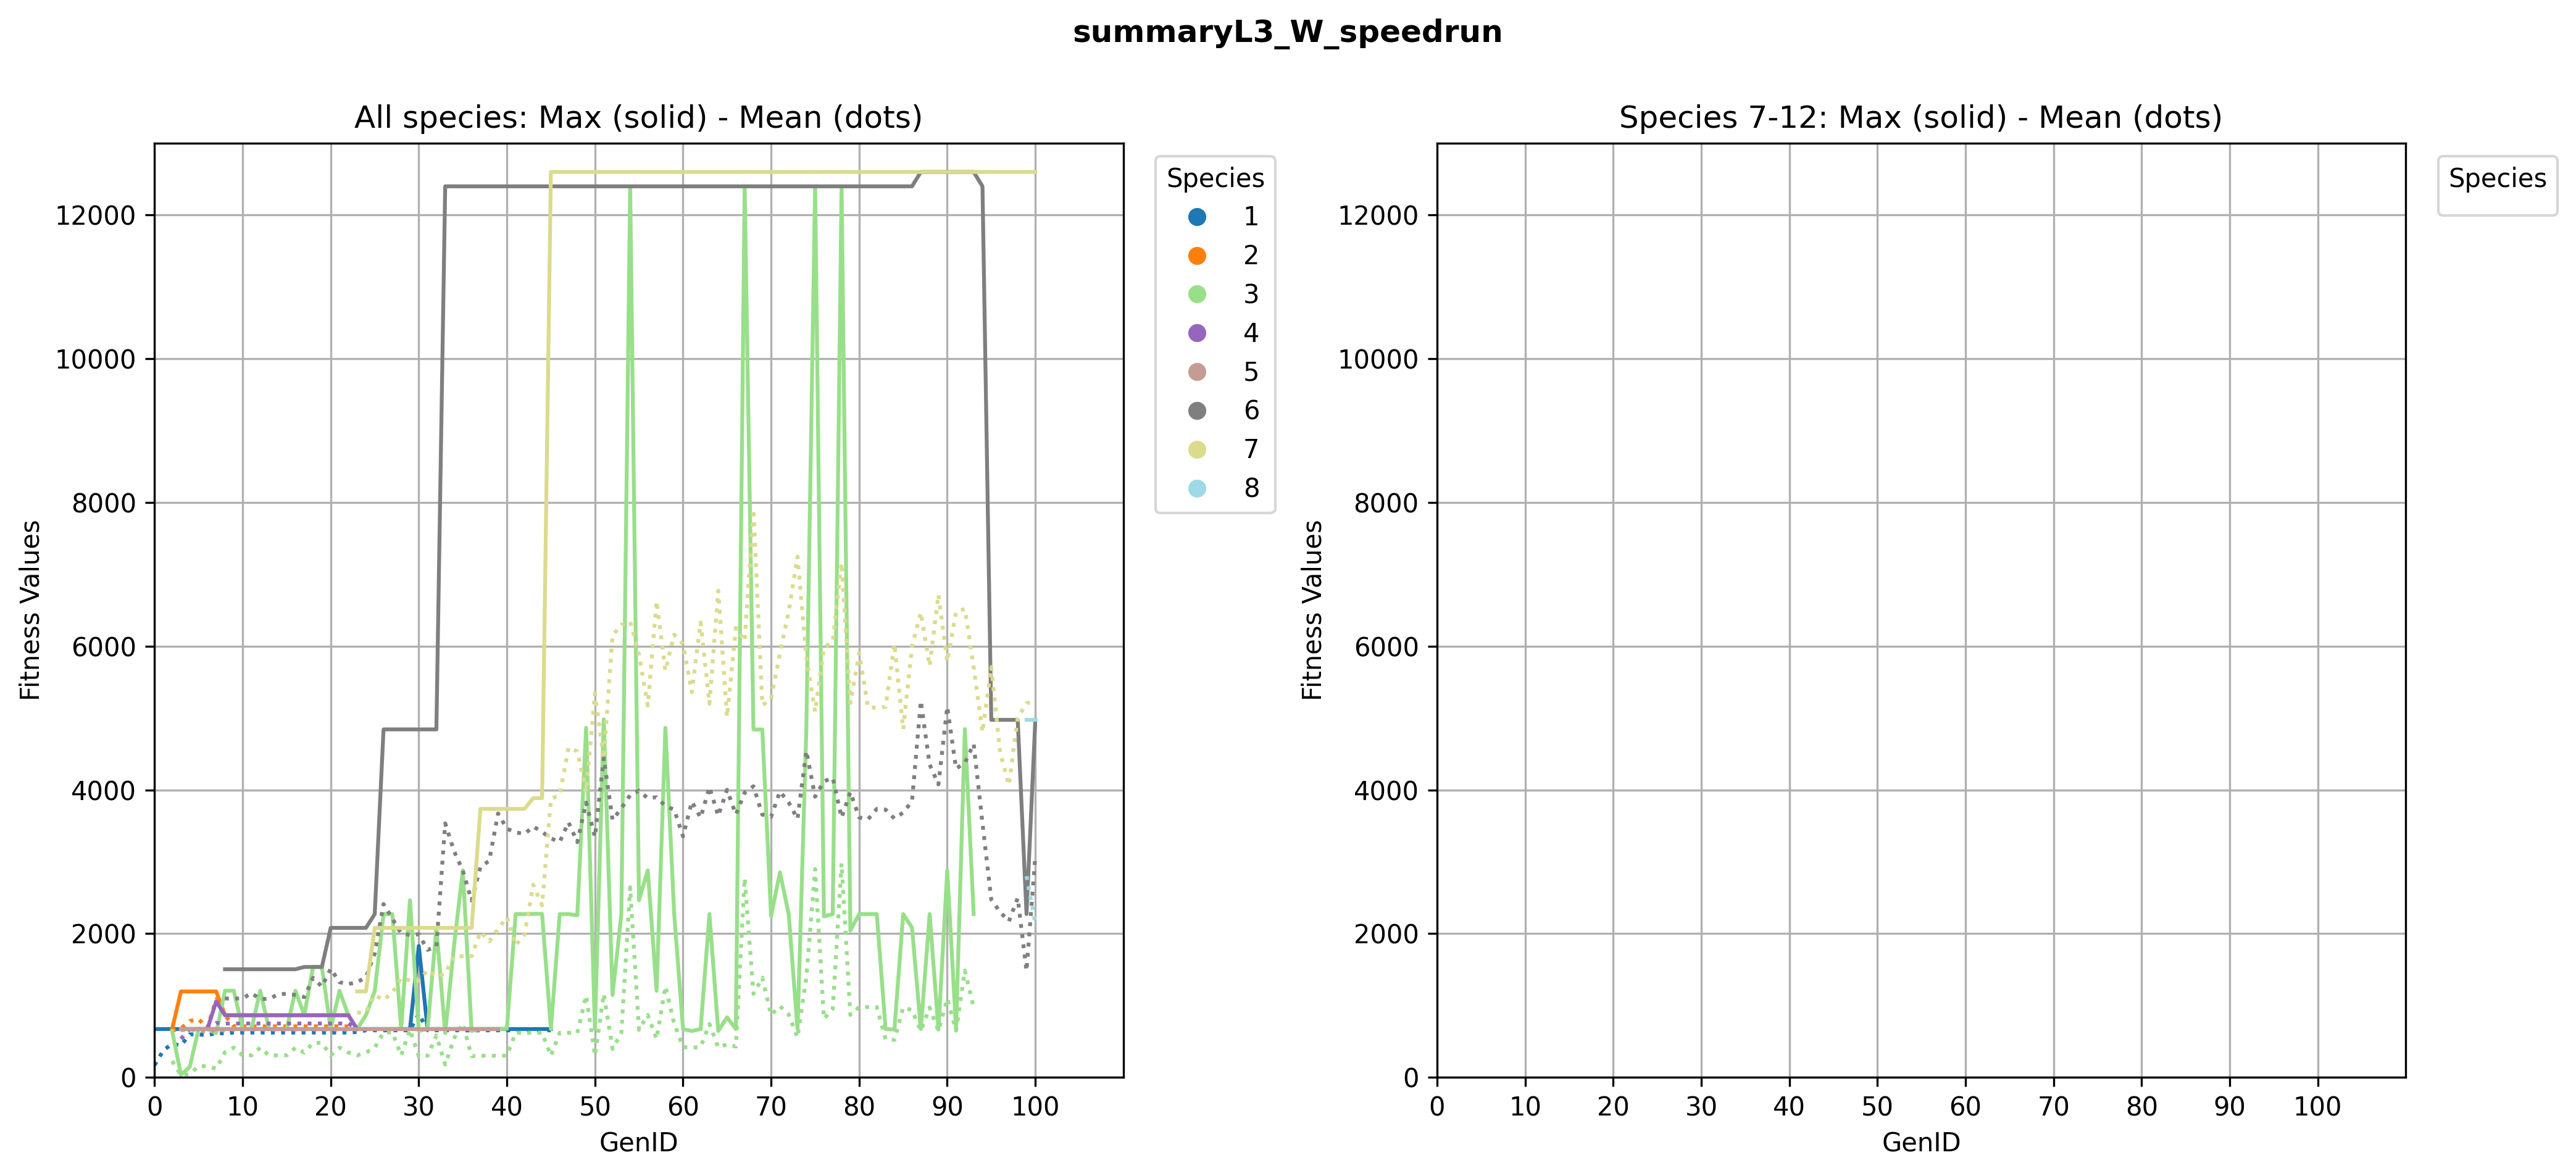 summaryL3_W_speedrun
All species: Max (solid) - Mean (dots)
Fitness Values
12000
10000
8000
6000
4000
2000
0
0 10 20 30 40 50 60 70 80 90 100
GenID
Species
1
2
3
4
5
6
7
8
Species 7-12: Max (solid) - Mean (dots)
Fitness Values
12000
10000
8000
6000
4000
2000
0
0 10 20 30 40 50 60 70 80 90 100
GenID
Species